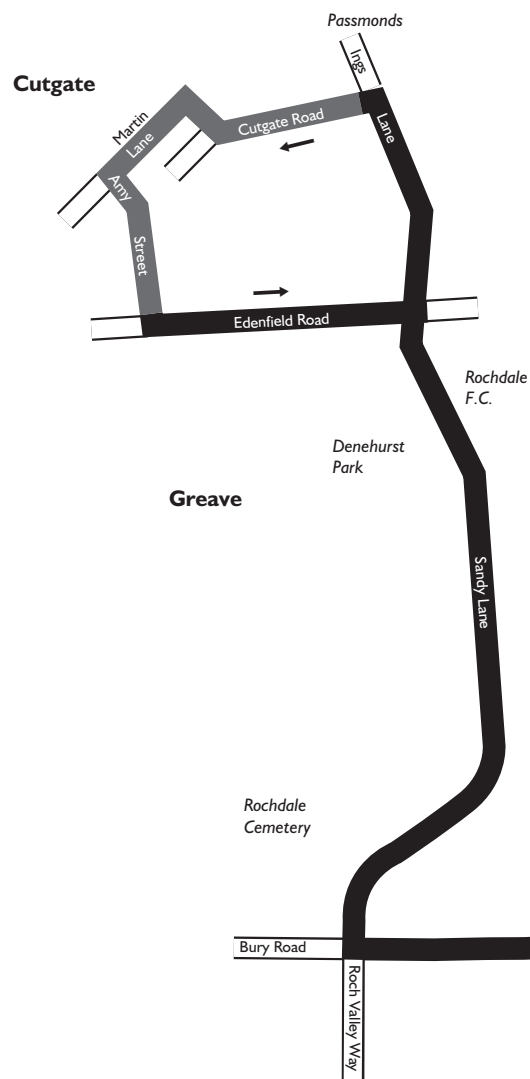 Passmonds
Cutgate
Ings
Lane
Martin
Lane
Cutgate Road
Amy
Street
Edenfield Road
Rochdale
F.C.
Denehurst
Park
Greave
Sandy Lane
Rochdale
Cemetery
Bury Road
Roch Valley Way